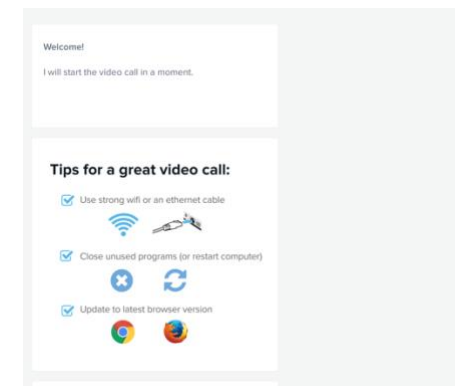 Welcome!
I will start the video call in a moment.
Tips for a great video call:
Use strong wifi or an ethernet cable
Close unused programs (or restart computer)
Update to latest browser version